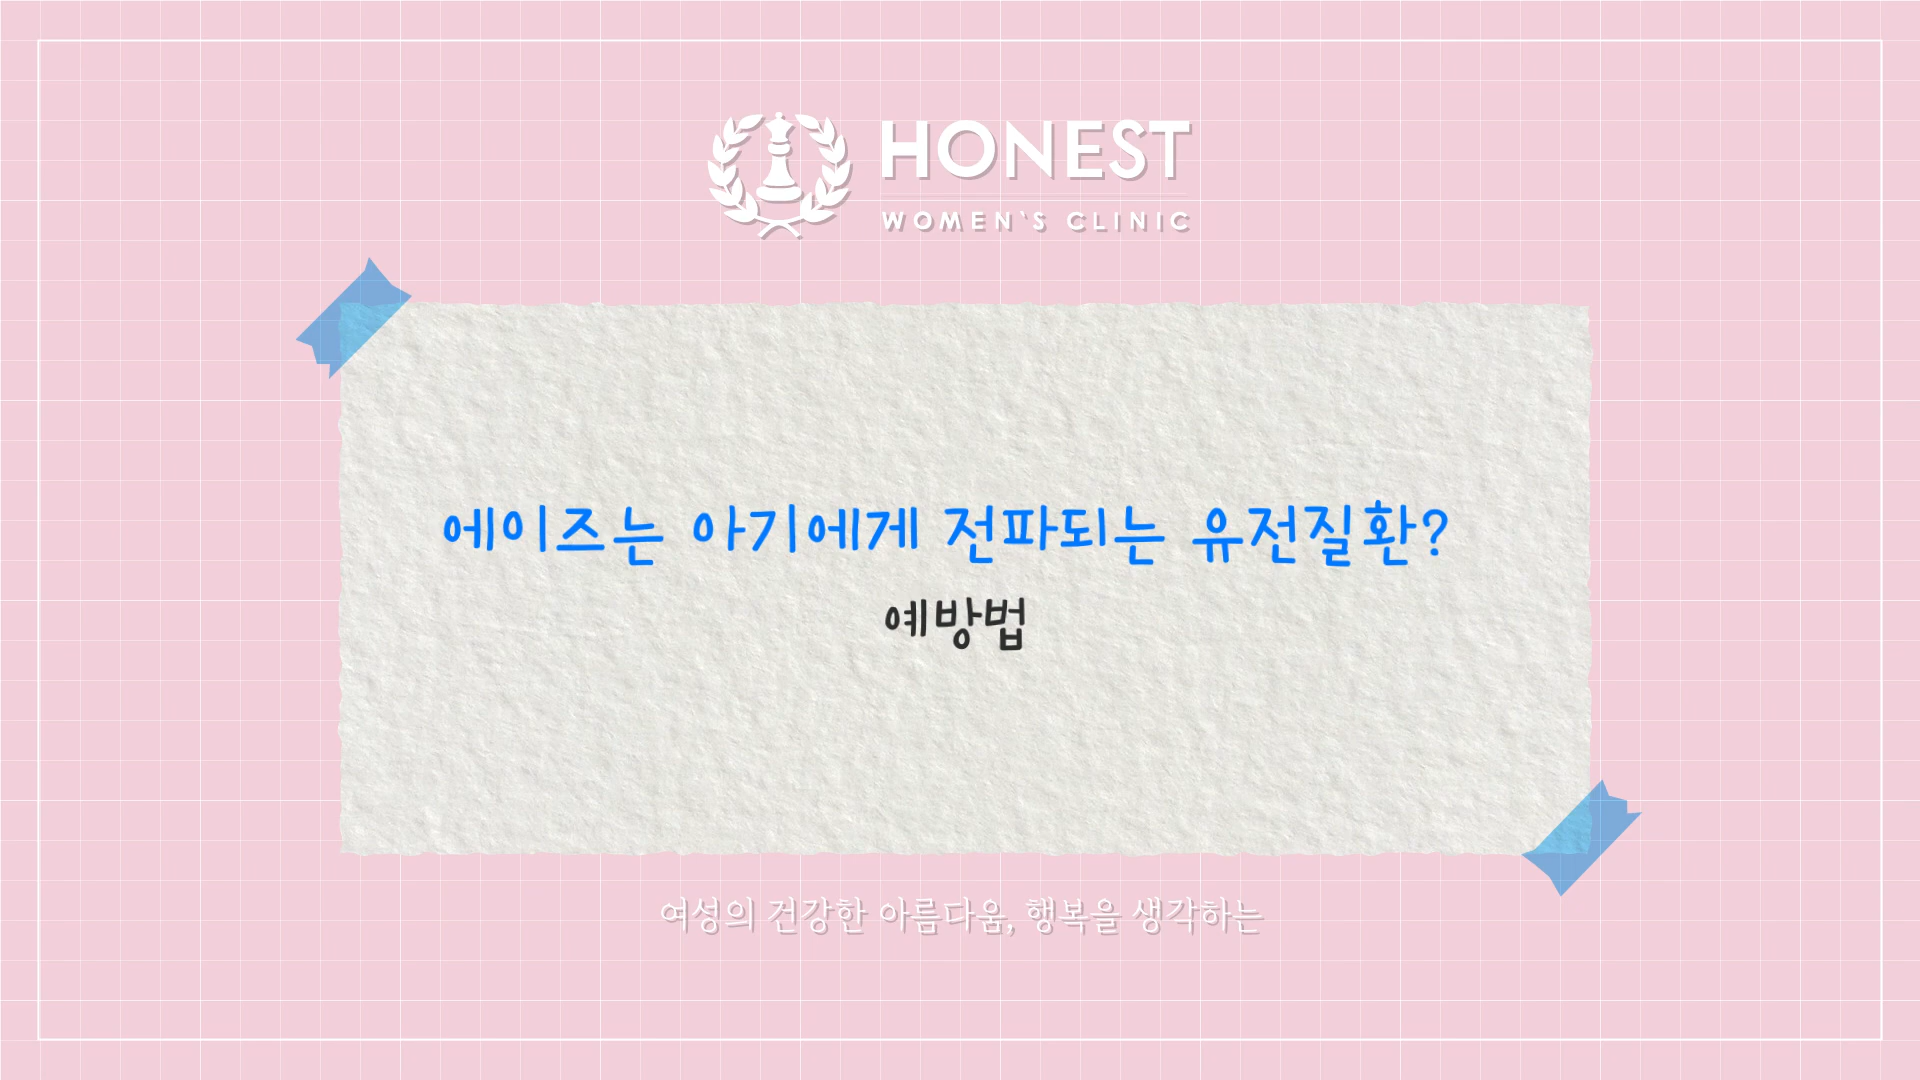 HONEST
WOMEN`S CLINIC
에이즈는 아기에게 전파되는 유전질환?
예방법
여성의 건강한 아름다움, 행복을 생각하는